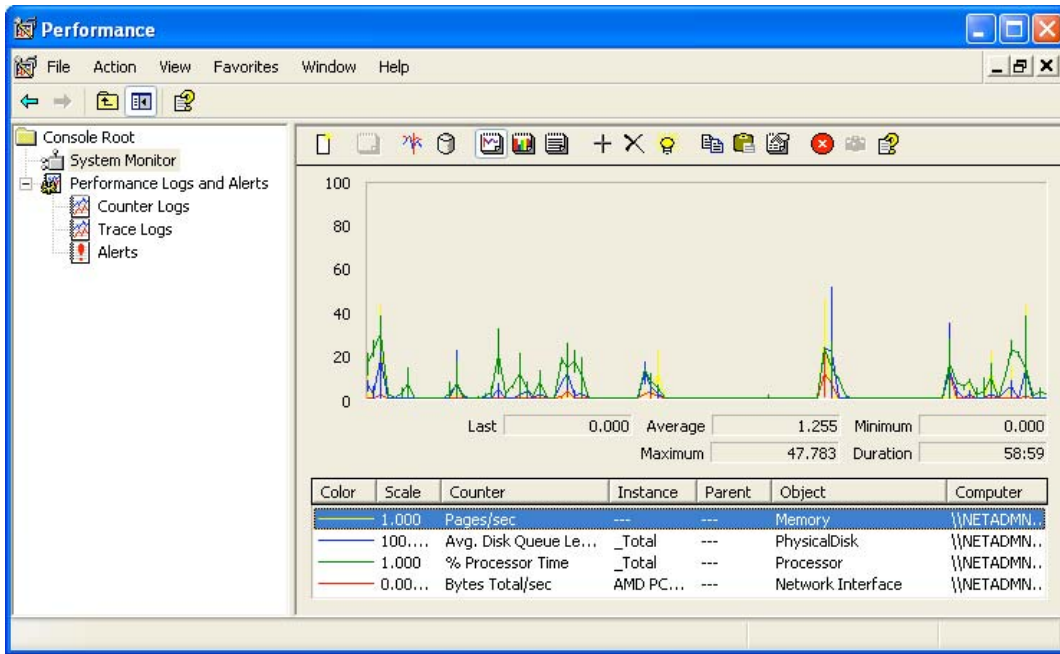 Performance
File Action View Favorites Window Help
Console Root
System Monitor
Performance Logs and Alerts
Counter Logs
Trace Logs
Alerts
100
80
60
40
20
0
Last 0.000 Average 1.255 Minimum 0.000
Maximum 47.783 Duration 58:59
Color Scale Counter Instance Parent Object Computer
1.000 Pages/sec --- --- Memory \\NETADMN...
100.... Avg. Disk Queue Le... _Total --- PhysicalDisk \\NETADMN...
1.000 % Processor Time _Total --- Processor \\NETADMN...
0.00... Bytes Total/sec AMD PC... --- Network Interface \\NETADMN...